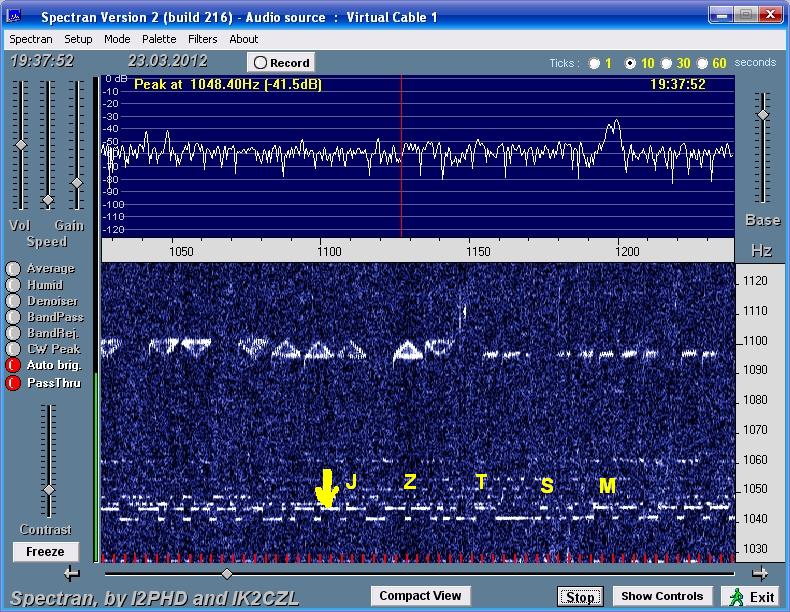 Spectran Version 2 (build 216) - Audio source : Virtual Cable 1
Spectran Setup Mode Palette Filters About
19:37:52 23.03.2012 Record Ticks : 1 10 30 60 seconds
0 dB
Peak at 1048.40Hz (-41.5dB) 19:37:52
-10
-20
-30
-40
-50
-60
-70
-80
-90
-100
-110
-120
Vol Gain
Speed
Base
1050 1100 1150 1200 Hz
Average
Humid
Denoiser
BandPass
BandRej.
CW Peak
Auto brig.
PassThru
1120
1110
1100
1090
1080
1070
1060
1050
1040
1030
J Z T S M
Contrast
Freeze
Spectran, by I2PHD and IK2CZL
Compact View Stop Show Controls Exit